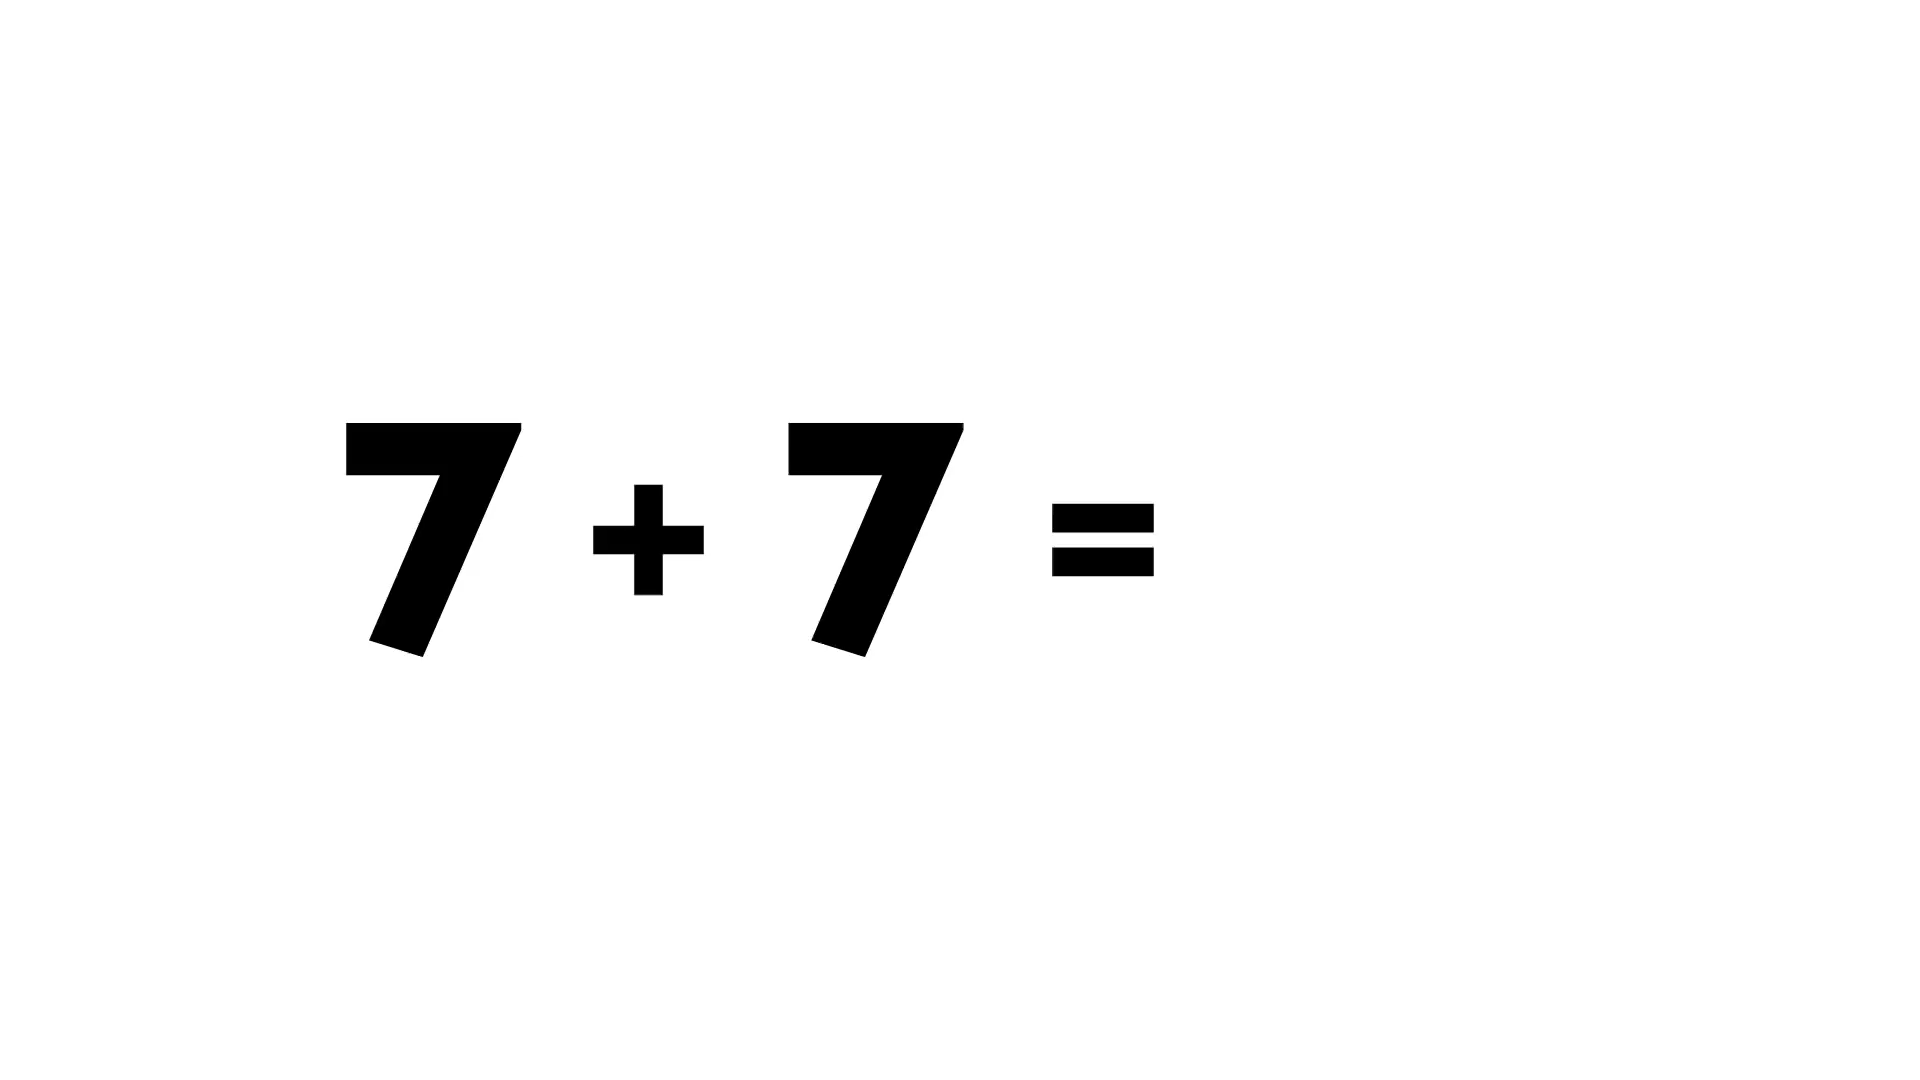 7 + 7 =